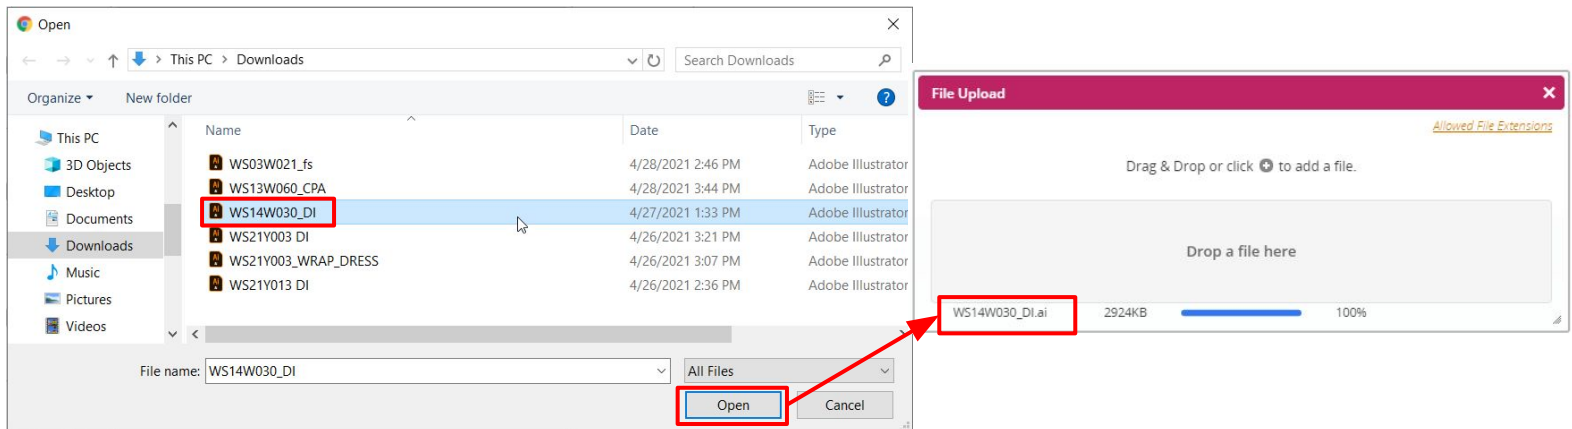 Open
This PC > Downloads
Search Downloads
Organize
New folder
?
This PC
3D Objects
Desktop
Documents
Downloads
Music
Pictures
Videos
Name Date Type
WS03W021_fs 4/28/2021 2:46 PM Adobe Illustrator
WS13W060_CPA 4/28/2021 3:44 PM Adobe Illustrator
WS14W030_DI 4/27/2021 1:33 PM Adobe Illustrator
WS21Y003 DI 4/26/2021 3:21 PM Adobe Illustrator
WS21Y003_WRAP_DRESS 4/26/2021 3:07 PM Adobe Illustrator
WS21Y013 DI 4/26/2021 2:36 PM Adobe Illustrator
File name: WS14W030_DI
All Files
Open
Cancel
File Upload
Allowed File Extensions
Drag & Drop or click to add a file.
Drop a file here
WS14W030_DI.ai 2924KB 100%